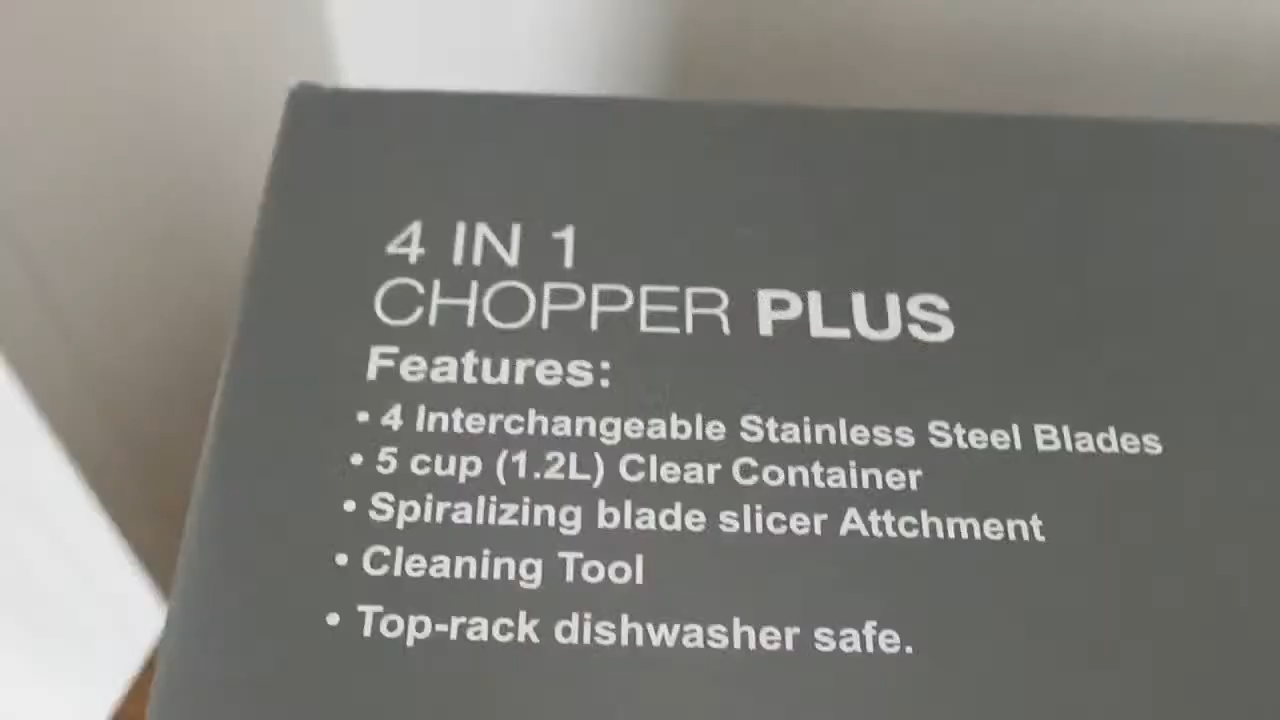 4 IN 1
CHOPPER PLUS
Features:
• 4 Interchangeable Stainless Steel Blades
• 5 cup (1.2L) Clear Container
• Spiralizing blade slicer Attchment
• Cleaning Tool
• Top-rack dishwasher safe.